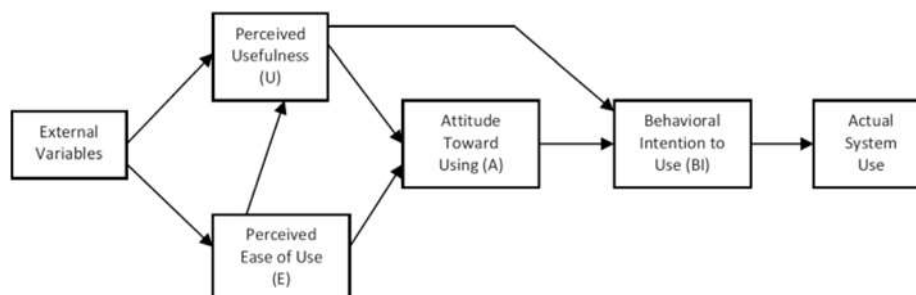 Perceived
Usefulness
(U)
External
Variables
Attitude
Toward
Using (A)
Behavioral
Intention to
Use (BI)
Actual
System
Use
Perceived
Ease of Use
(E)